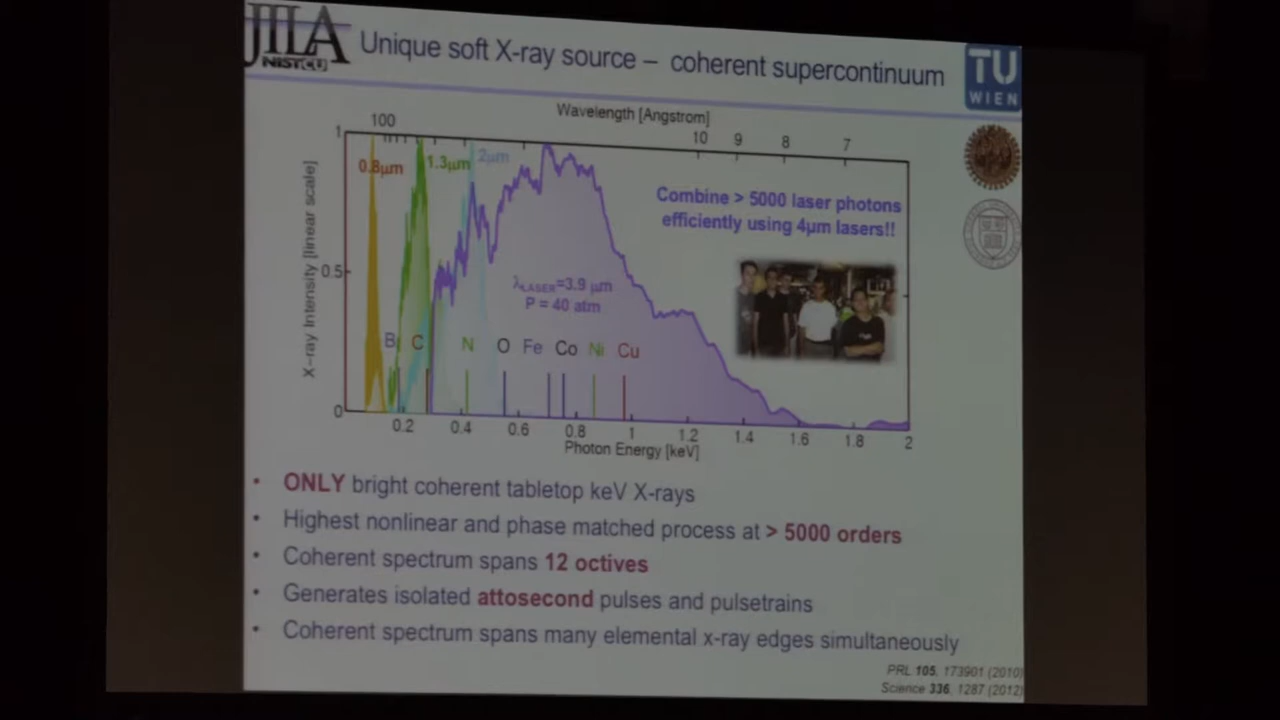 JILA
NIST/CU
Unique soft X-ray source – coherent supercontinuum
TU
WIEN
Wavelength [Angstrom]
100
10 9 8 7
1
0.8µm 1.3µm 2µm
Combine > 5000 laser photons
efficiently using 4µm lasers!!
X-ray Intensity [linear scale]
0.5
λLASER=3.9 µm
P = 40 atm
B C N O Fe Co Ni Cu
0
0.2 0.4 0.6 0.8 1 1.2 1.4 1.6 1.8 2
Photon Energy [keV]
• ONLY bright coherent tabletop keV X-rays
• Highest nonlinear and phase matched process at > 5000 orders
• Coherent spectrum spans 12 octives
• Generates isolated attosecond pulses and pulsetrains
• Coherent spectrum spans many elemental x-ray edges simultaneously
PRL 105, 173901 (2010)
Science 336, 1287 (2012)